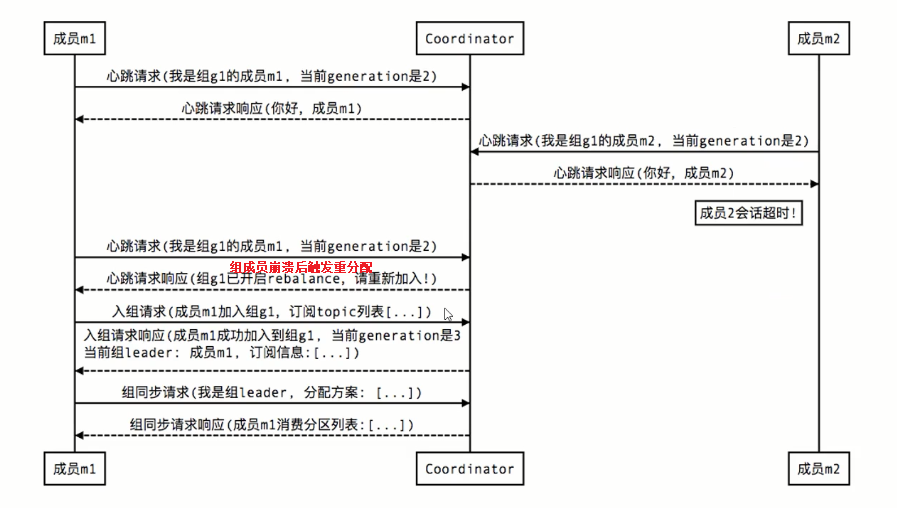 成员m1
Coordinator
成员m2
心跳请求(我是组g1的成员m1, 当前generation是2)
心跳请求响应(你好, 成员m1)
心跳请求(我是组g1的成员m2, 当前generation是2)
心跳请求响应(你好, 成员m2)
成员2会话超时!
心跳请求(我是组g1的成员m1, 当前generation是2)
组成员崩溃后触发重分配
心跳请求响应(组g1已开启rebalance, 请重新加入!)
入组请求(成员m1加入组g1, 订阅topic列表[...])
入组请求响应(成员m1成功加入到组g1, 当前generation是3
当前组leader: 成员m1, 订阅信息:[...])
组同步请求(我是组leader, 分配方案: [...])
组同步请求响应(成员m1消费分区列表:[...])
成员m1
Coordinator
成员m2